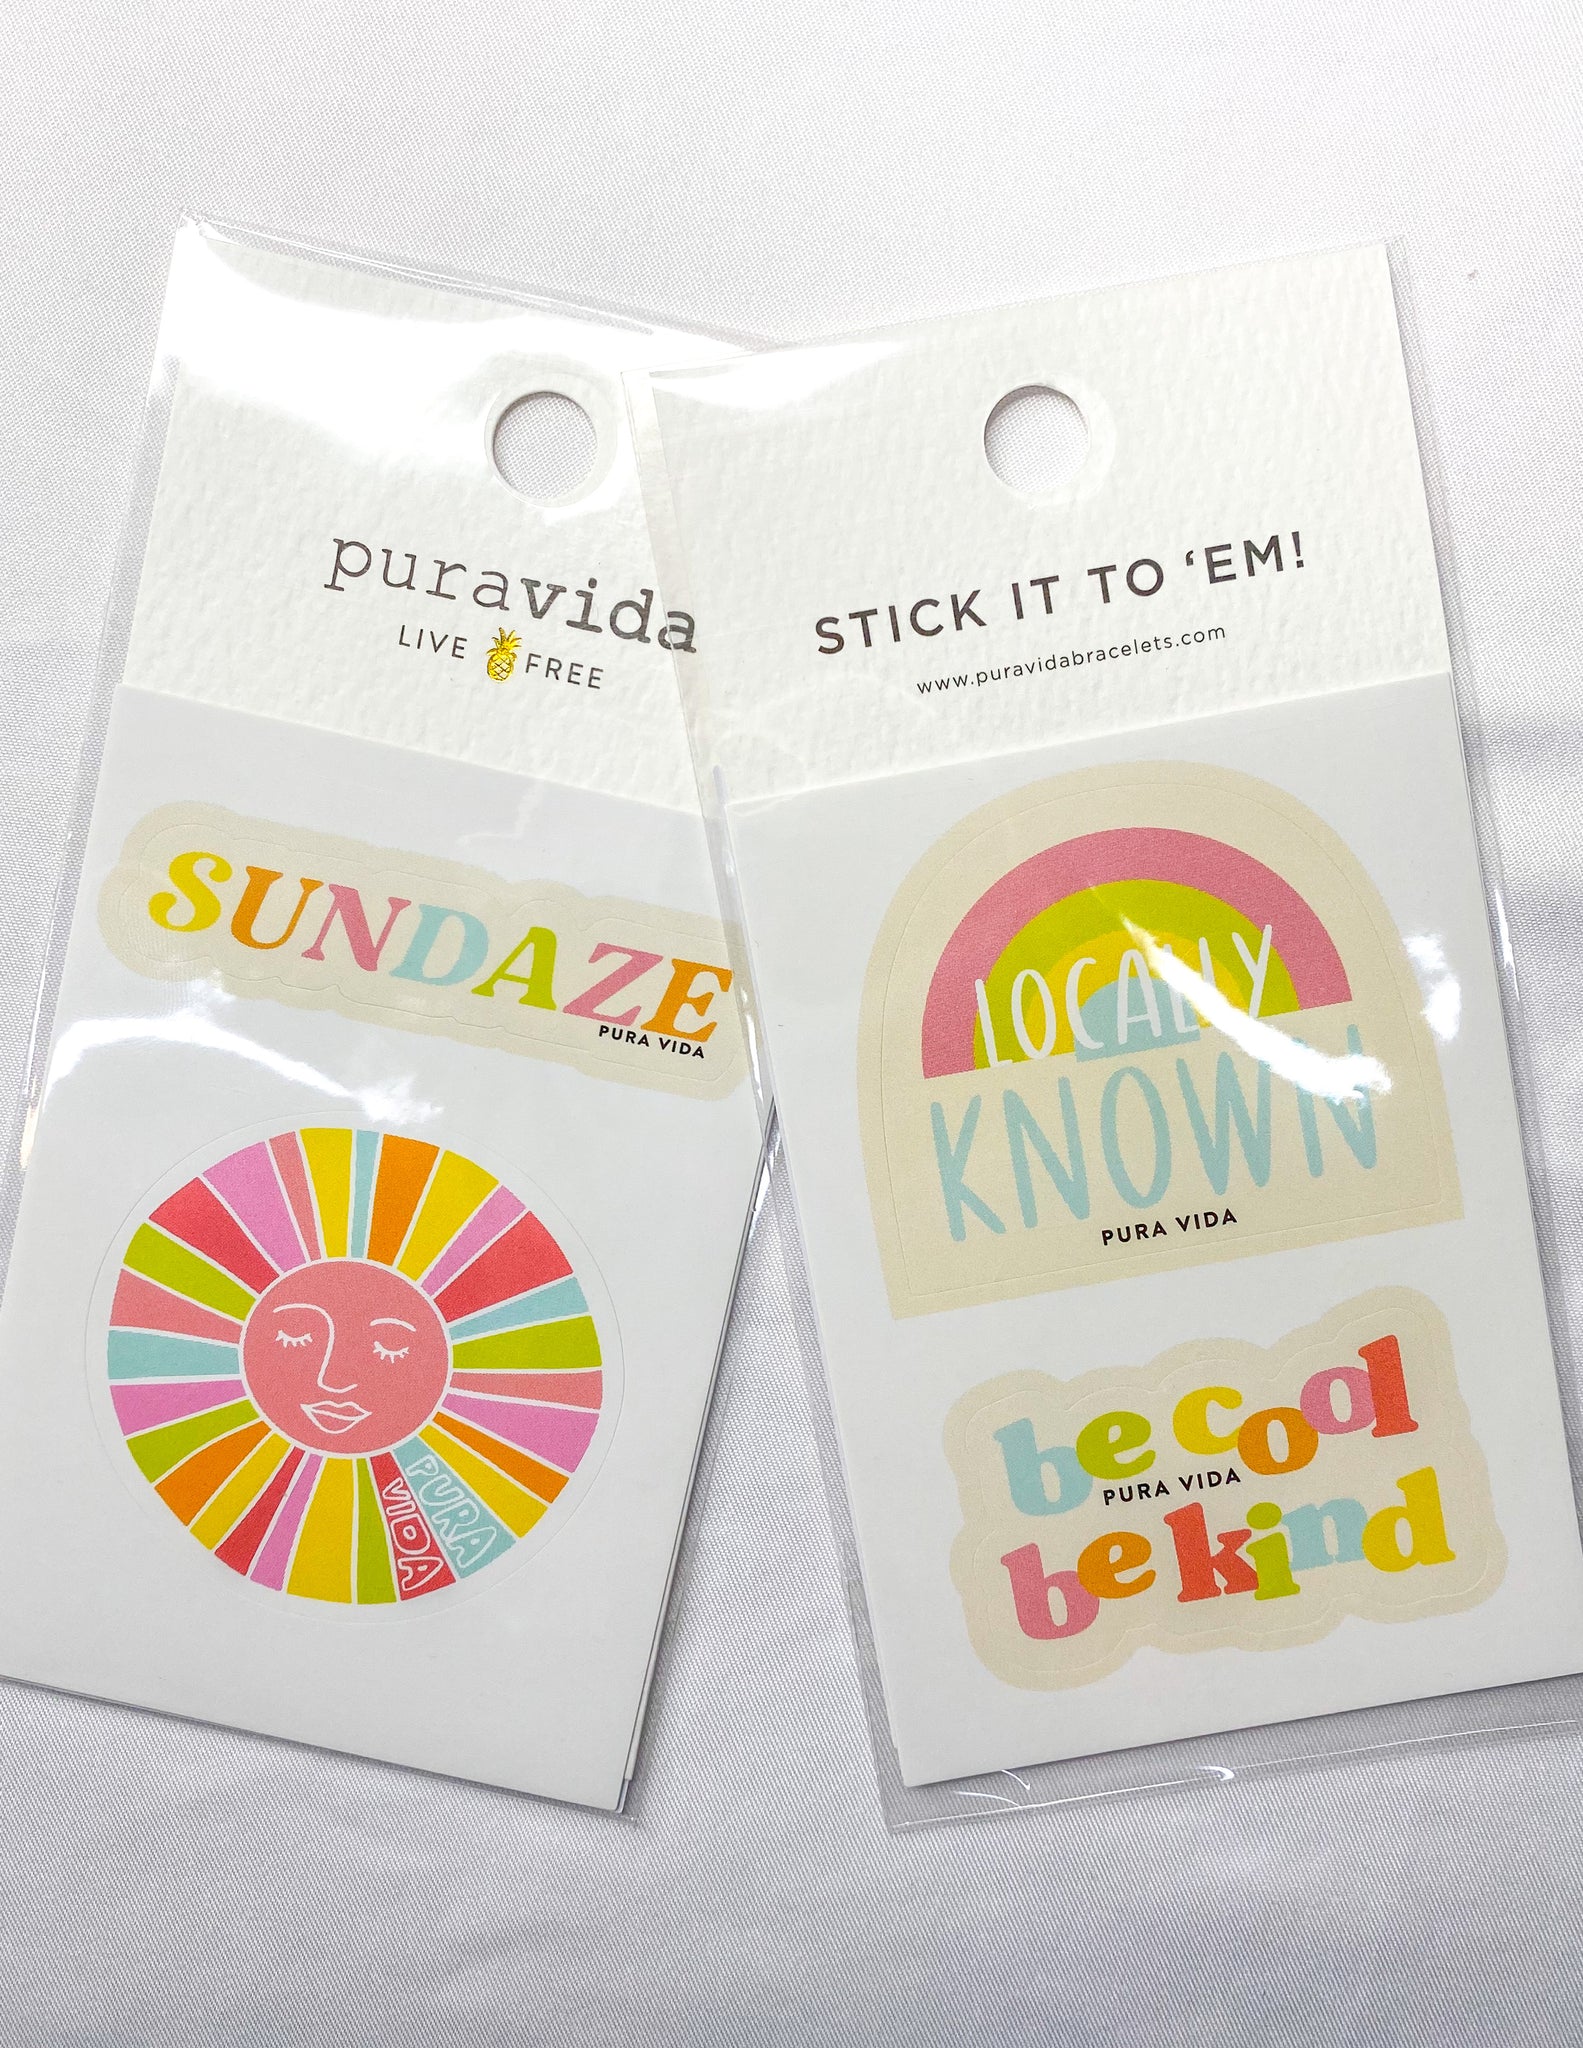 puravida
LIVE FREE
SUNDAZE
PURA VIDA
PURA
VIDA
STICK IT TO ‘EM!
www.puravidabracelets.com
LOCALLY
KNOWN
PURA VIDA
be cool
PURA VIDA
be kind